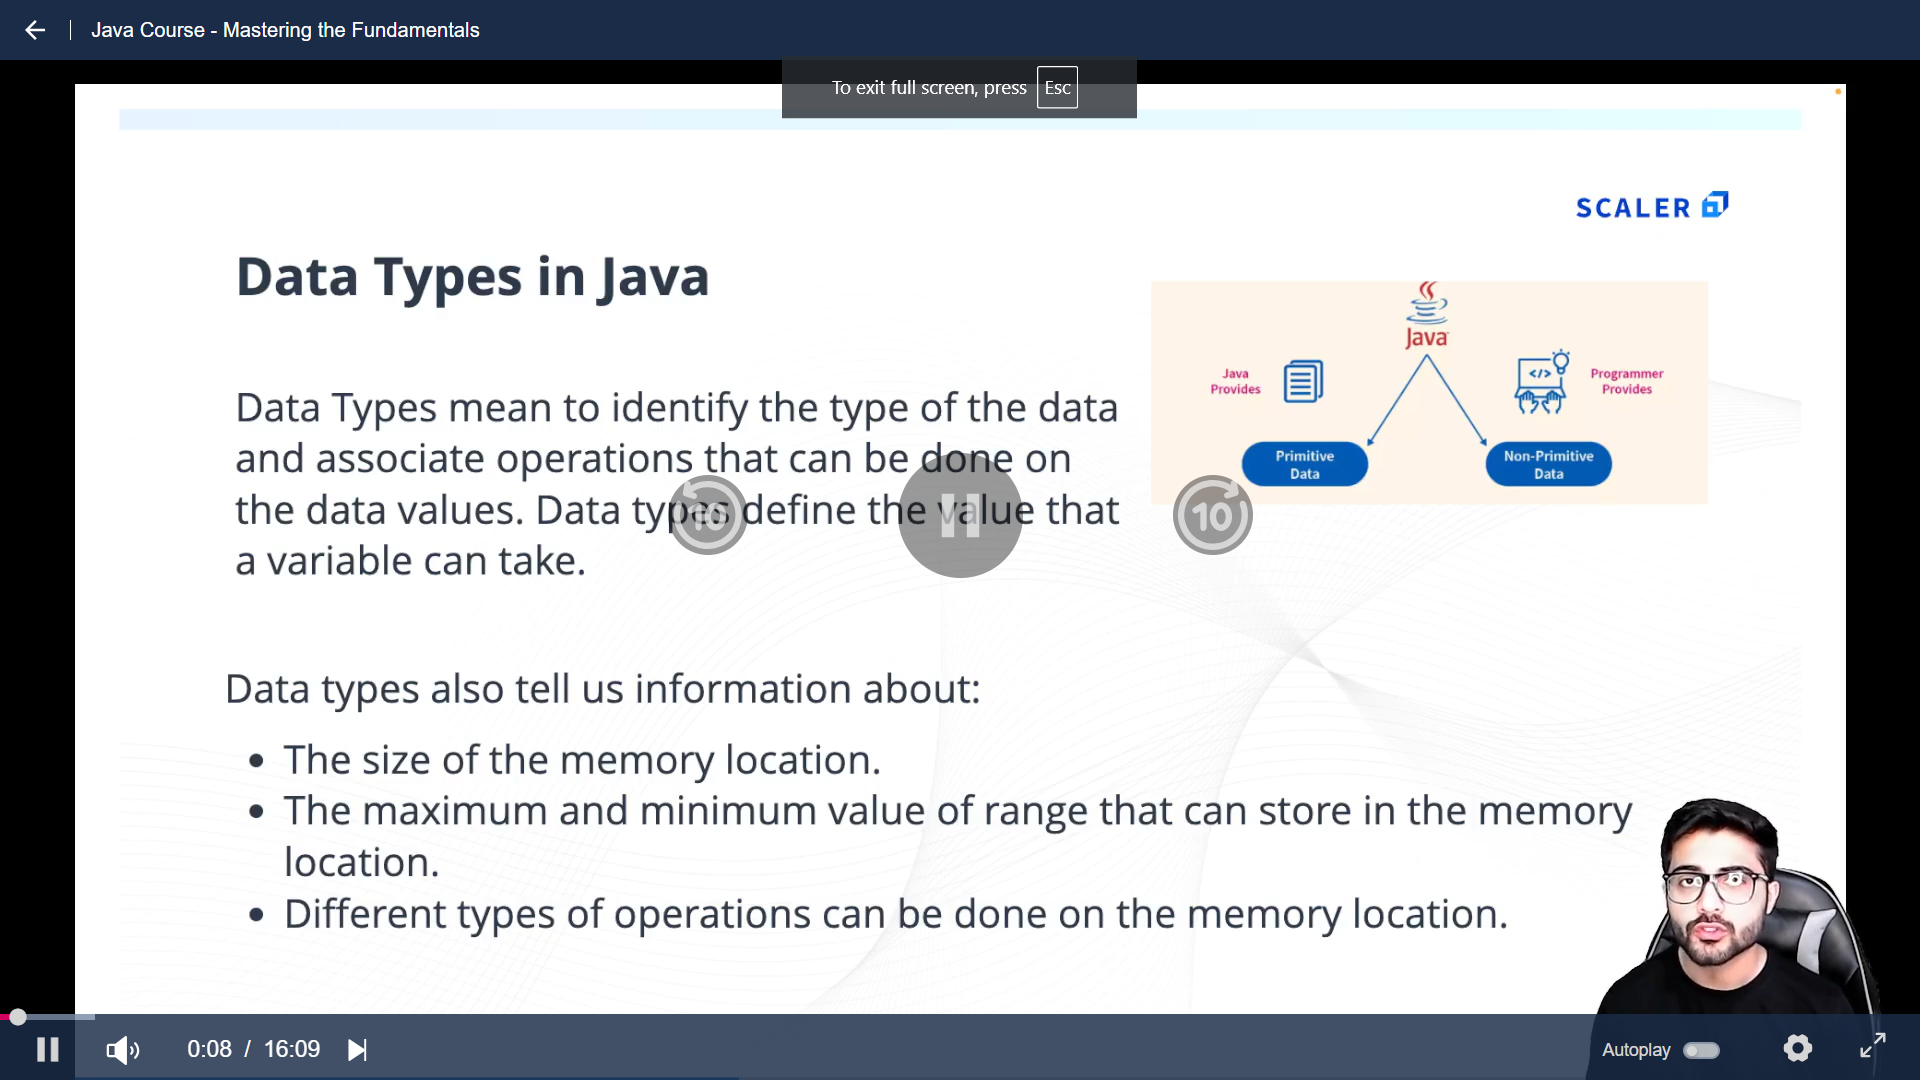 Java Course - Mastering the Fundamentals
To exit full screen, press Esc
SCALER
Data Types in Java
Java
Java
Provides
Programmer
Provides
Primitive
Data
Non-Primitive
Data
Data Types mean to identify the type of the data
and associate operations that can be done on
the data values. Data types define the value that
a variable can take.
10
10
Data types also tell us information about:
• The size of the memory location.
• The maximum and minimum value of range that can store in the memory
location.
• Different types of operations can be done on the memory location.
0:08 / 16:09
Autoplay